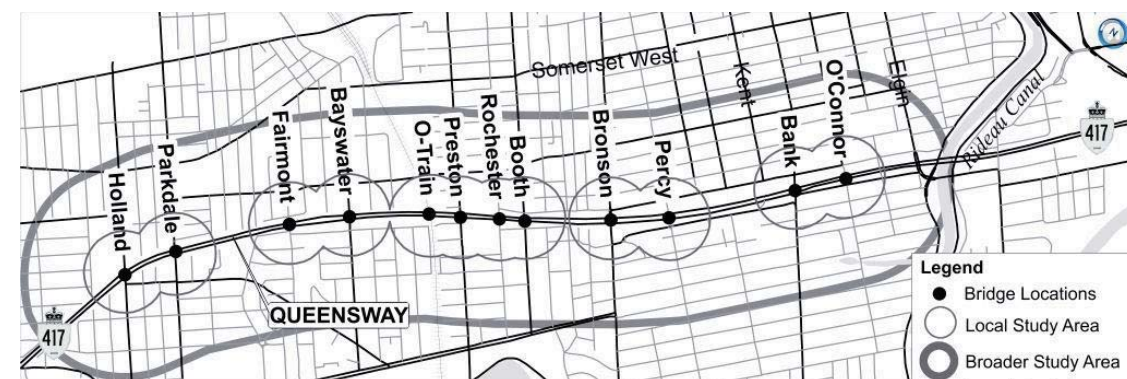 Somerset West
Kent
O'Connor
Elgin
Rideau Canal
417
Holland
Parkdale
Fairmont
Bayswater
O-Train
Preston
Rochester
Booth
Bronson
Percy
Bank
QUEENSWAY
417
Legend
Bridge Locations
Local Study Area
Broader Study Area
N